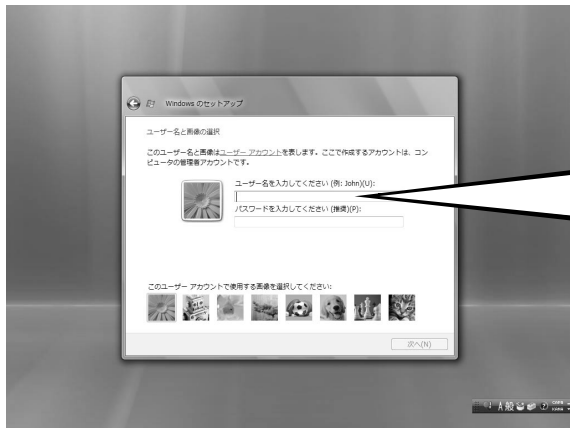 Windows のセットアップ
ユーザー名と画像の選択
このユーザー名と画像はユーザー アカウントを表します。ここで作成するアカウントは、コン
ピュータの管理者アカウントです。
ユーザー名を入力してください (例: John)(U):
パスワードを入力してください (推奨)(P):
このユーザー アカウントで使用する画像を選択してください:
次へ(N)
A 般
CAPS
KANA